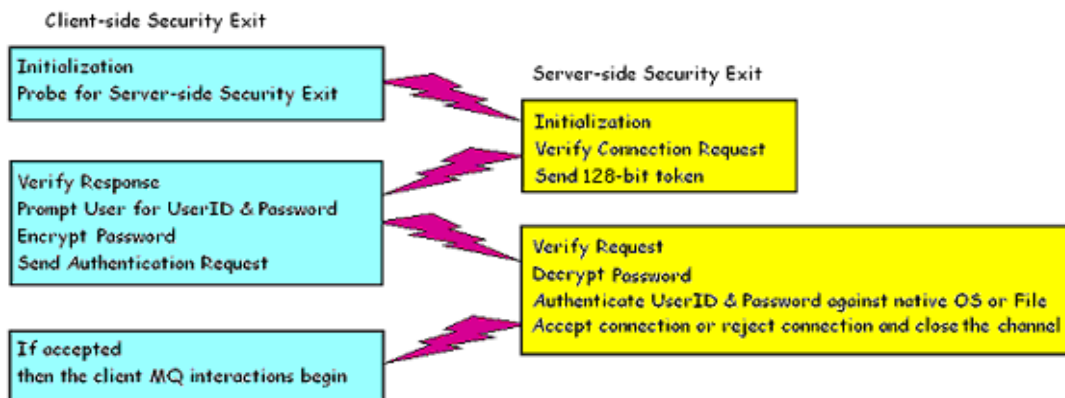 Client-side Security Exit
Initialization
Probe for Server-side Security Exit
Server-side Security Exit
Initialization
Verify Connection Request
Send 128-bit token
Verify Response
Prompt User for UserID & Password
Encrypt Password
Send Authentication Request
Verify Request
Decrypt Password
Authenticate UserID & Password against native OS or File
Accept connection or reject connection and close the channel
If accepted
then the client MQ interactions begin